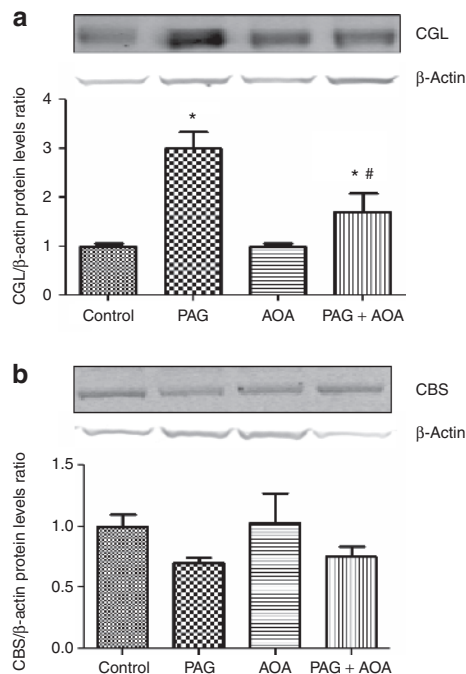 a
CGL
β-Actin
CGL/β-actin protein levels ratio
4
3
2
1
0
*
* #
Control PAG AOA PAG + AOA
b
CBS
β-Actin
CBS/β-actin protein levels ratio
1.5
1.0
0.5
0.0
Control PAG AOA PAG + AOA